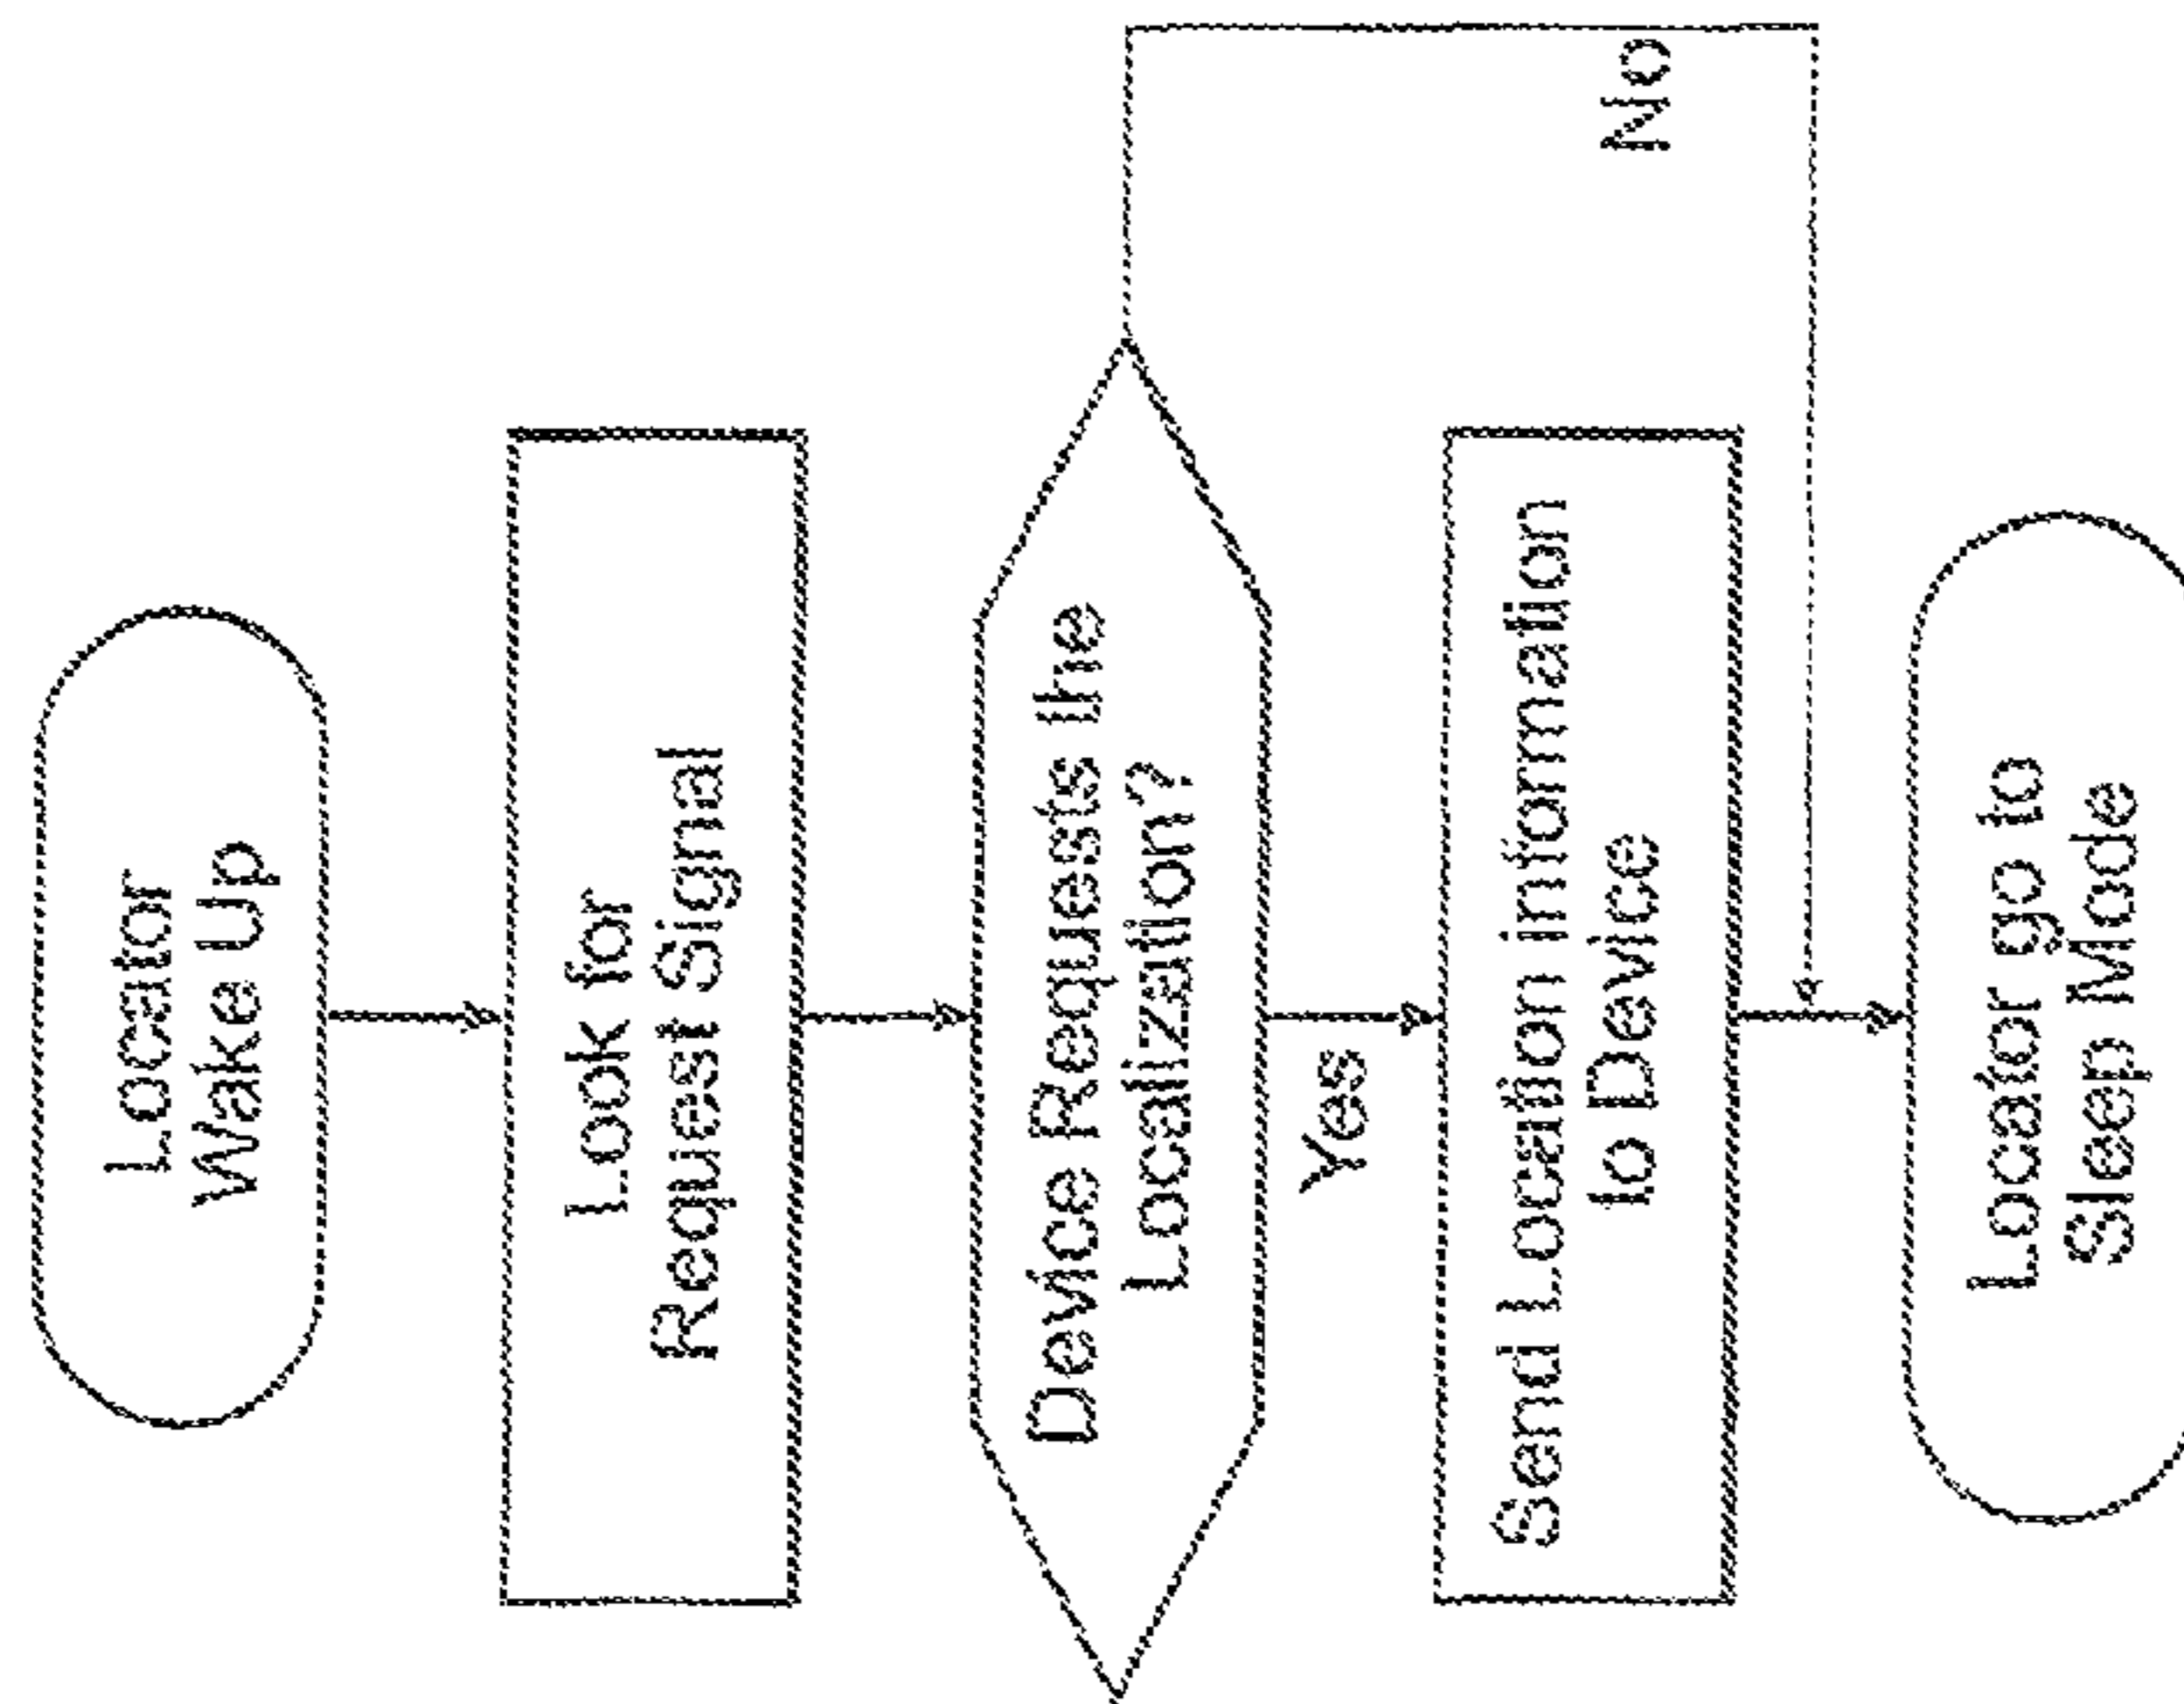 Locator
Wake Up
Look for
Request Signal
Device Requests the
Localization?
Yes
No
Send Location information
to Device
Locator go to
Sleep Mode